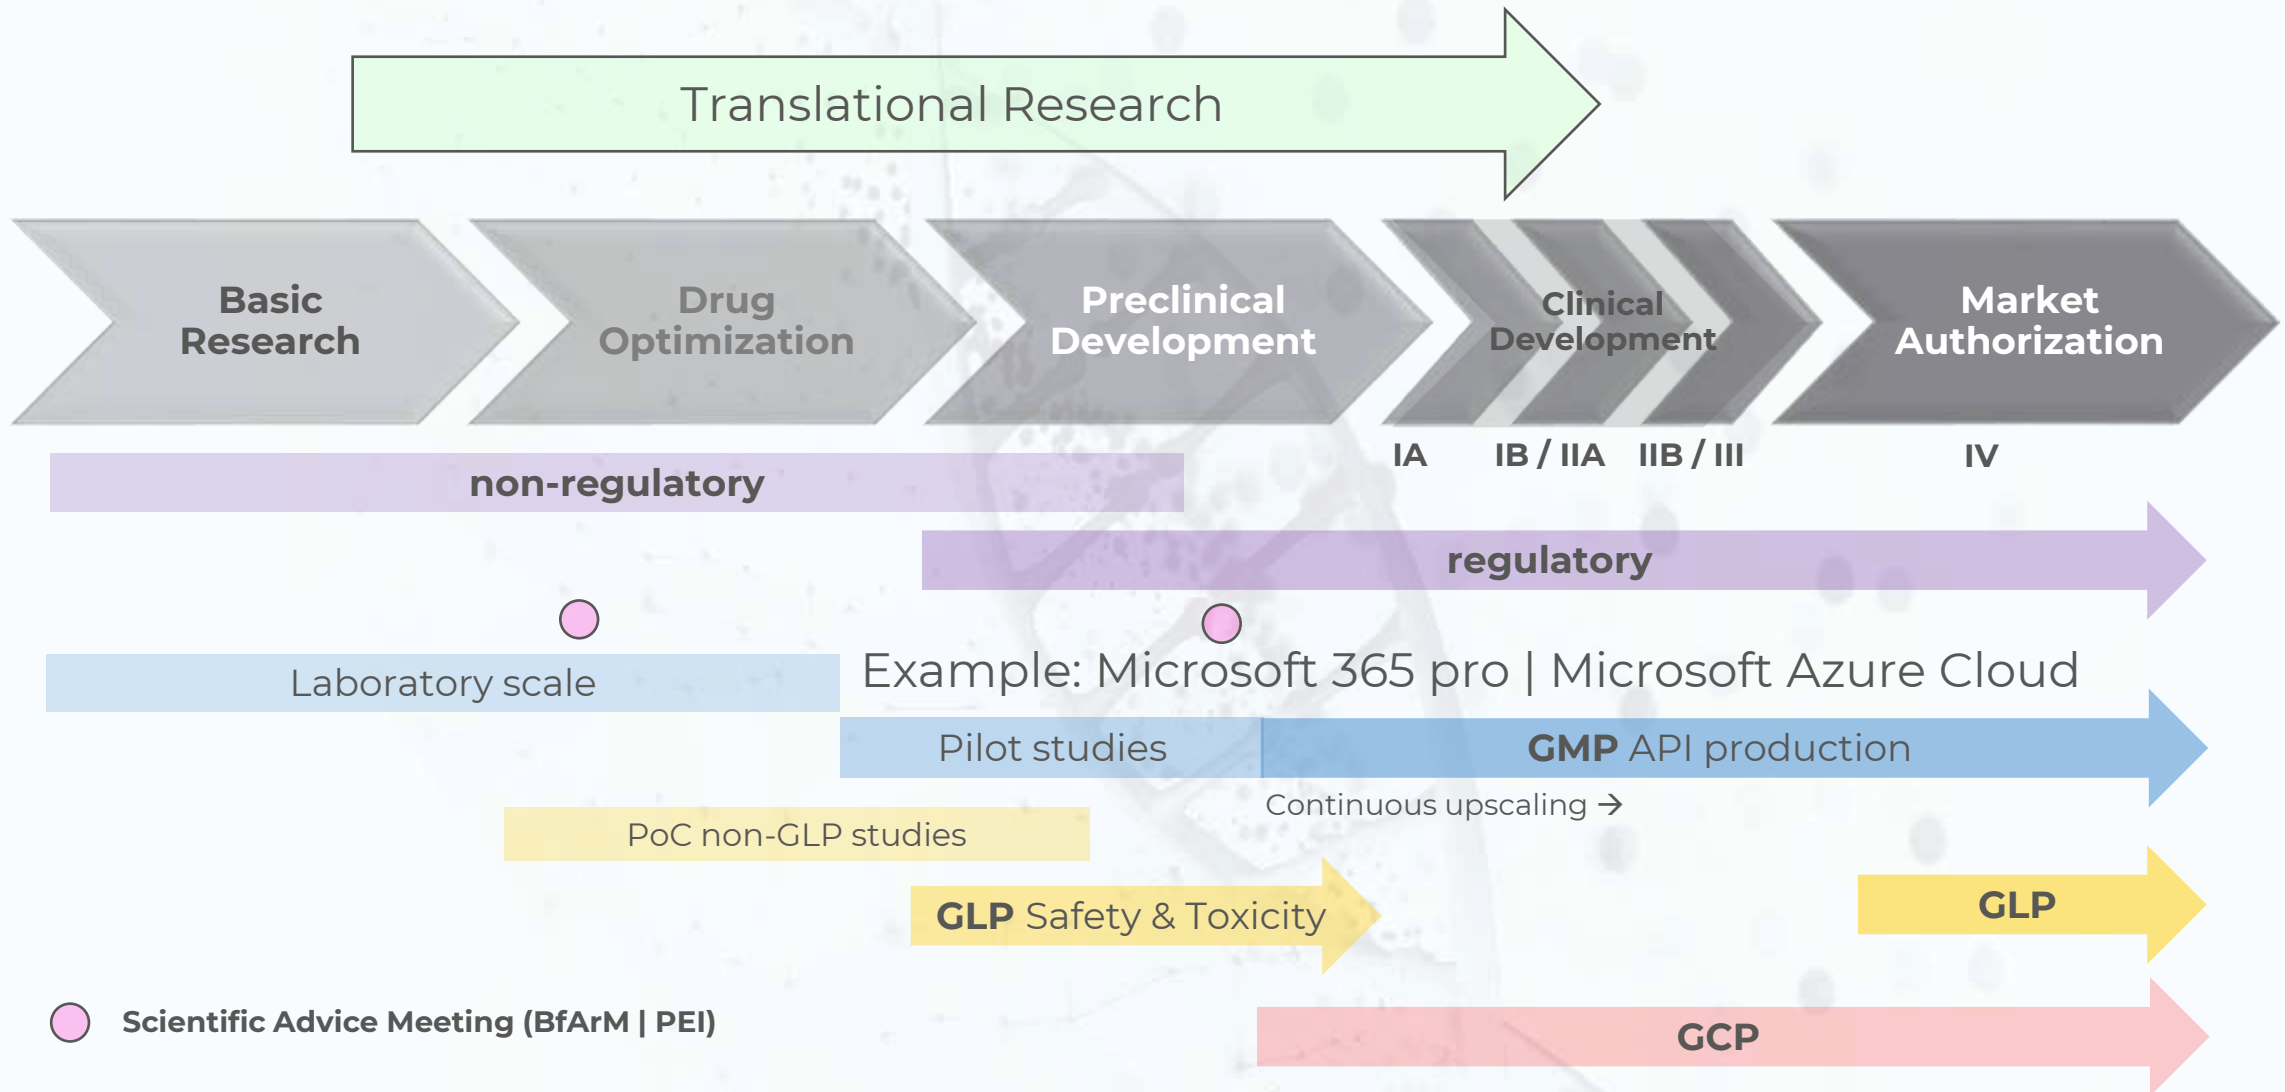 Translational Research
Basic
Research
Drug
Optimization
Preclinical
Development
Clinical
Development
Market
Authorization
IA
IB / IIA
IIB / III
IV
non-regulatory
regulatory
Laboratory scale
Example: Microsoft 365 pro | Microsoft Azure Cloud
Pilot studies
GMP API production
Continuous upscaling →
PoC non-GLP studies
GLP Safety & Toxicity
GLP
Scientific Advice Meeting (BfArM | PEI)
GCP